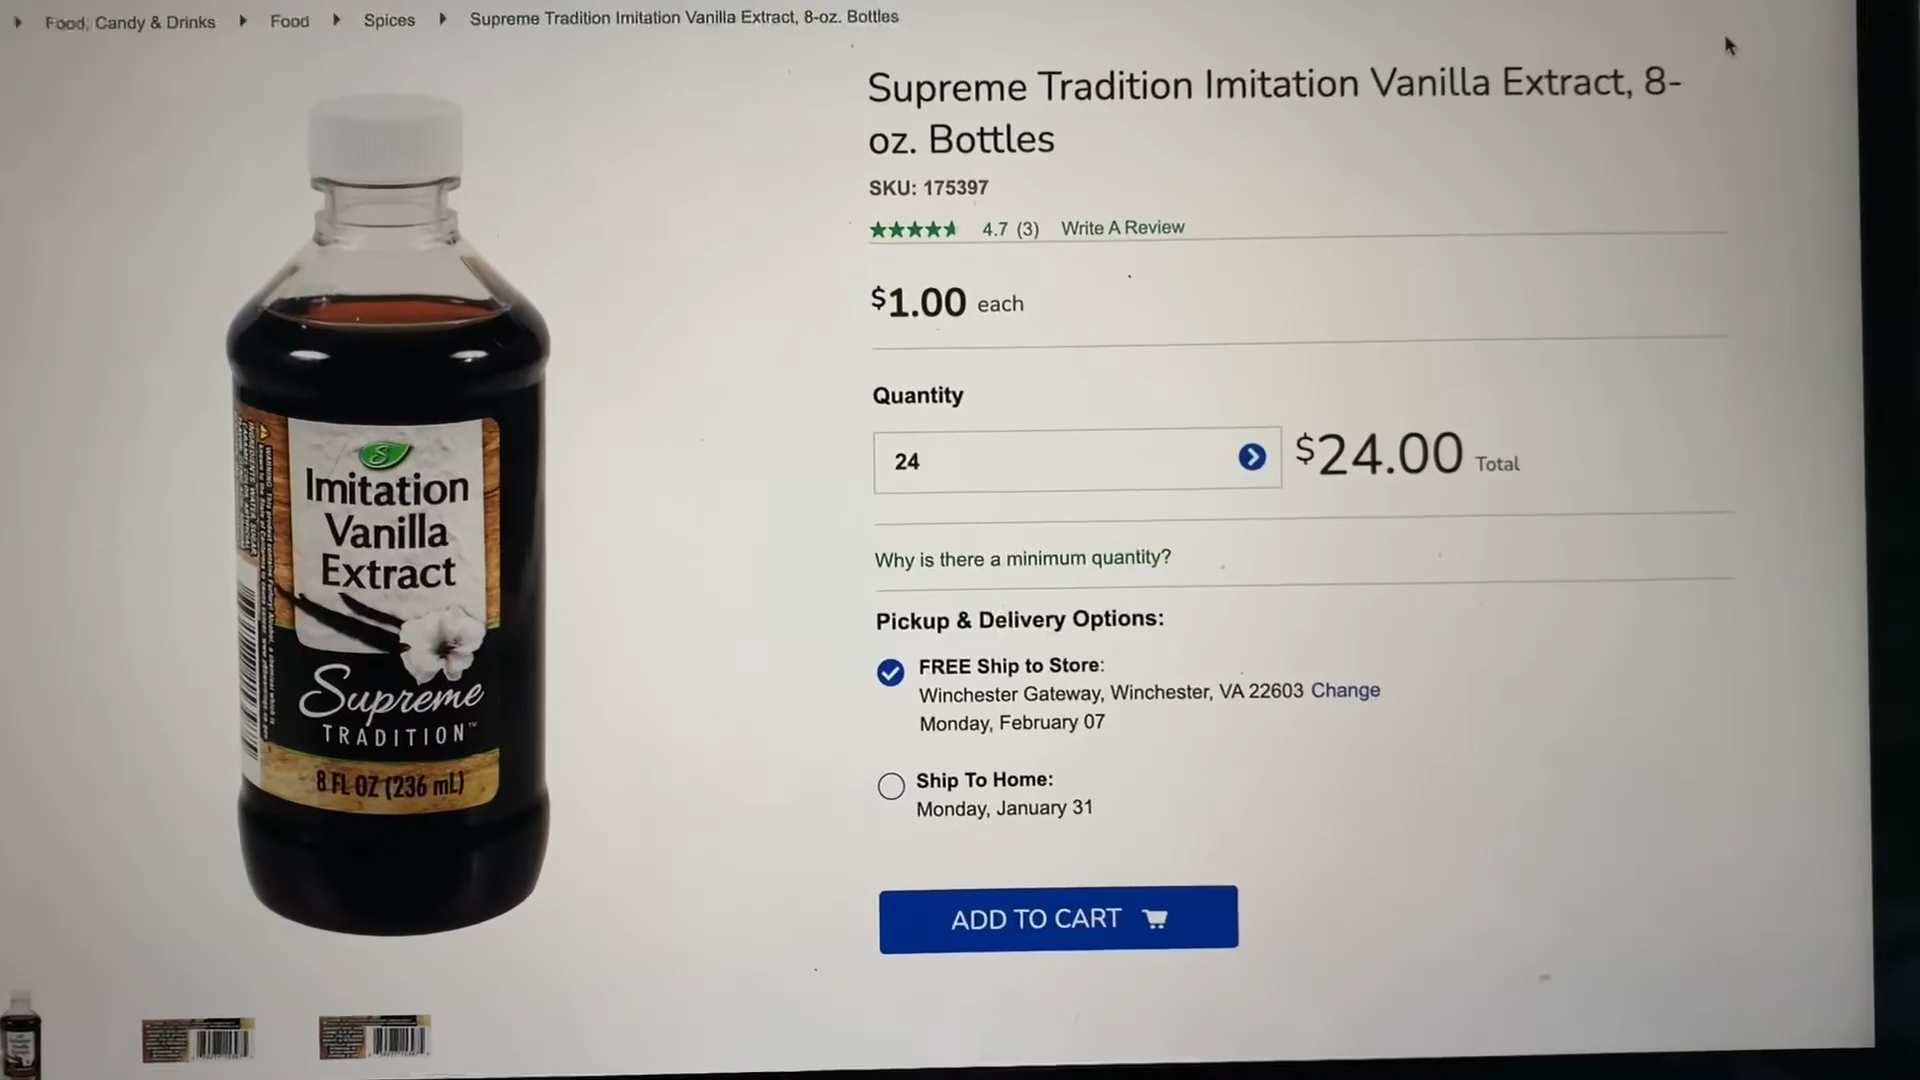 Food, Candy & Drinks Food Spices Supreme Tradition Imitation Vanilla Extract, 8-oz. Bottles
Supreme Tradition Imitation Vanilla Extract, 8-
oz. Bottles
SKU: 175397
4.7 (3) Write A Review
$1.00 each
Quantity
24
$24.00 Total
Why is there a minimum quantity?
Pickup & Delivery Options:
FREE Ship to Store:
Winchester Gateway, Winchester, VA 22603 Change
Monday, February 07
Ship To Home:
Monday, January 31
ADD TO CART
S
Imitation
Vanilla
Extract
Supreme
TRADITION™
8 FL OZ (236 mL)